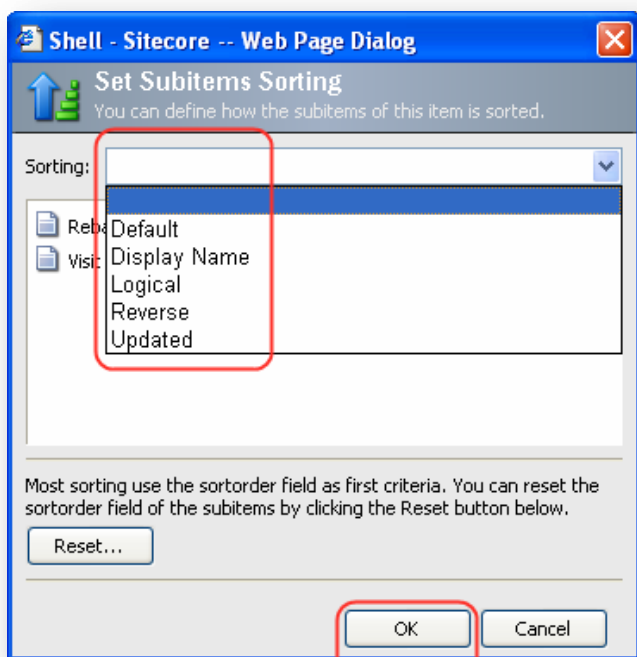 Shell - Sitecore -- Web Page Dialog
Set Subitems Sorting
You can define how the subitems of this item is sorted.
Sorting:
Default
Display Name
Logical
Reverse
Updated
Visit
Most sorting use the sortorder field as first criteria. You can reset the
sortorder field of the subitems by clicking the Reset button below.
Reset...
OK
Cancel